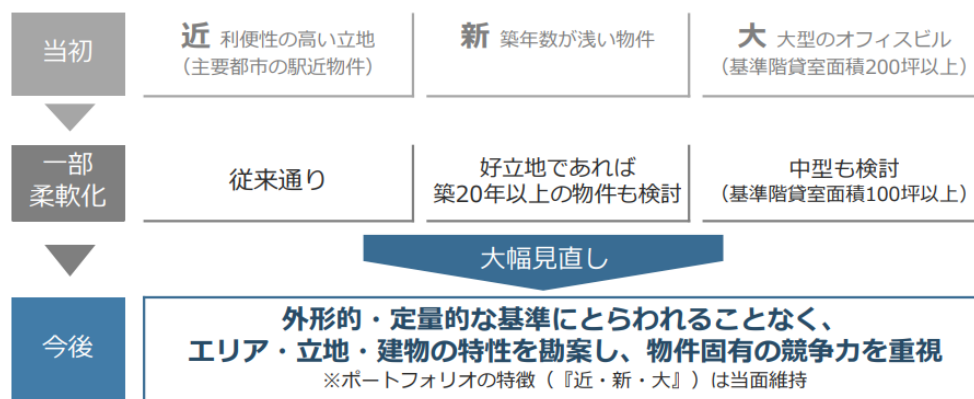 当初
近 利便性の高い立地
（主要都市の駅近物件）
新 築年数が浅い物件
大 大型のオフィスビル
（基準階貸室面積200坪以上）
一部
柔軟化
従来通り
好立地であれば
築20年以上の物件も検討
中型も検討
（基準階貸室面積100坪以上）
大幅見直し
今後
外形的・定量的な基準にとらわれることなく、
エリア・立地・建物の特性を勘案し、物件固有の競争力を重視
※ポートフォリオの特徴（『近・新・大』）は当面維持